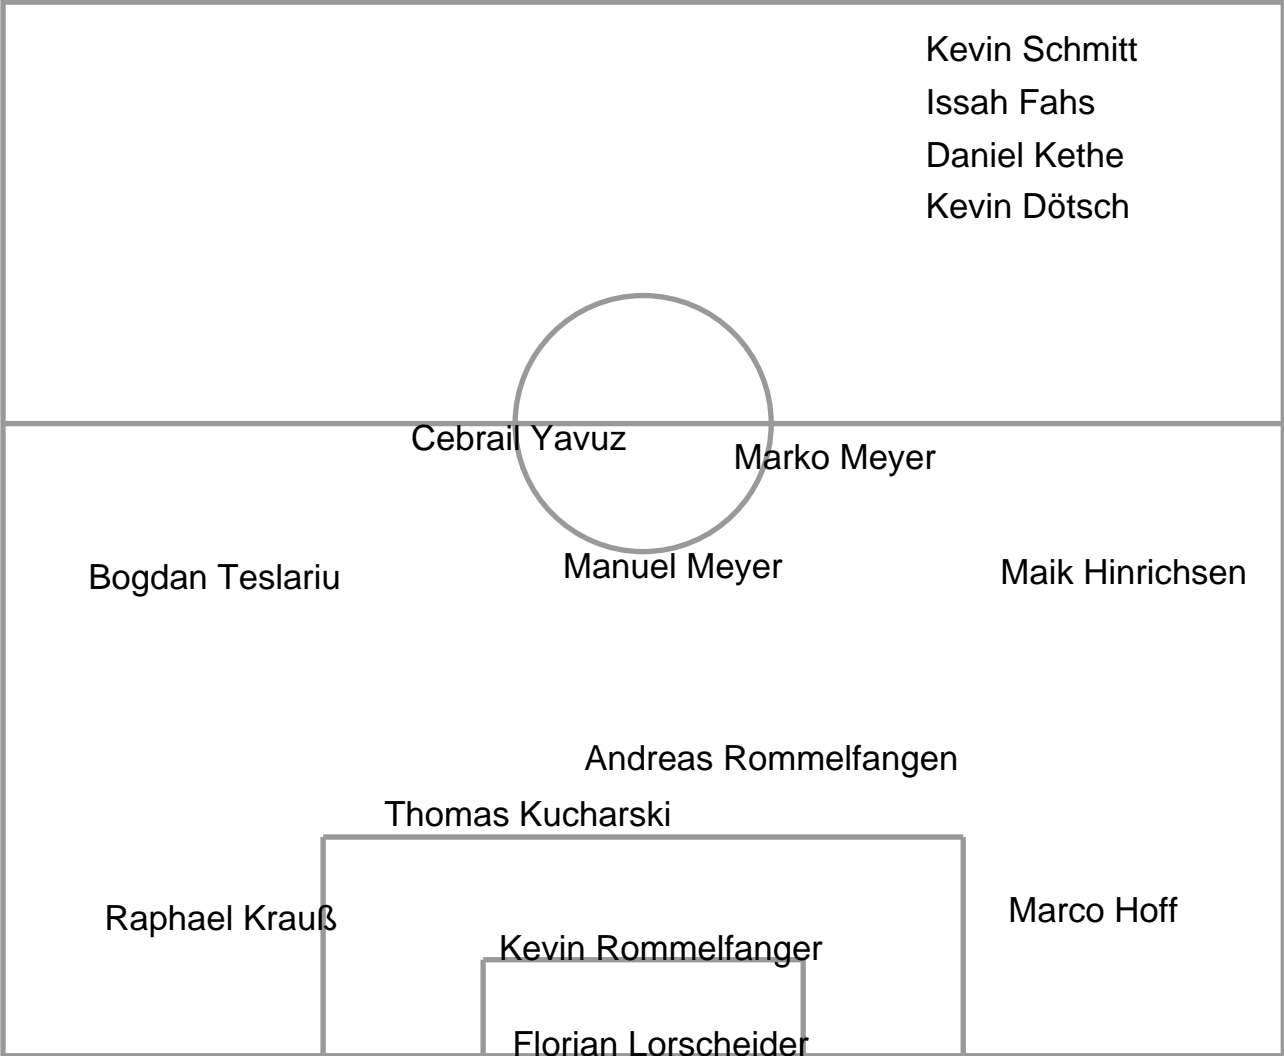 Kevin Schmitt
Issah Fahs
Daniel Kethe
Kevin Dötsch
Cebrail Yavuz
Marko Meyer
Bogdan Teslariu
Manuel Meyer
Maik Hinrichsen
Andreas Rommelfangen
Thomas Kucharski
Raphael Krauß
Marco Hoff
Kevin Rommelfanger
Florian Lorscheider